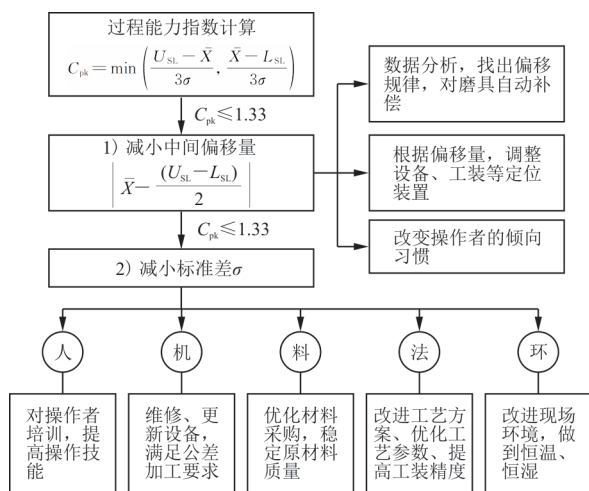 过程能力指数计算
C_pk=min(U_SL−X̄/3σ, X̄−L_SL/3σ)
C_pk≤1.33
1) 减小中间偏移量
|X̄−(U_SL−L_SL)/2|
C_pk≤1.33
2) 减小标准差σ
数据分析，找出偏移
规律，对磨具自动补
偿
根据偏移量，调整
设备、工装等定位
装置
改变操作者的倾向
习惯
人
机
料
法
环
对操作者
培训，提
高操作技
能
维修、更
新设备，
满足公差
加工要求
优化材料
采购，稳
定原材料
质量
改进工艺方
案、优化工
艺参数、提
高工装精度
改进现场
环境，做
到恒温、
恒湿